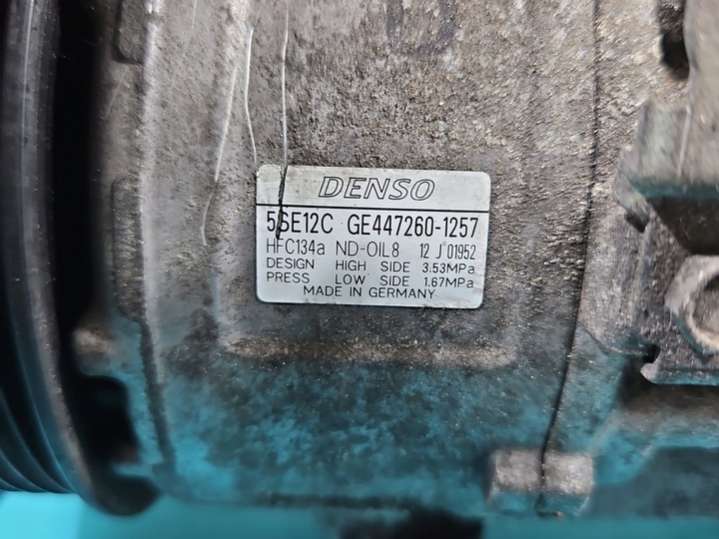 DENSO
5SE12C GE447260-1257
HFC134a ND-OIL8 12 J 01952
DESIGN HIGH SIDE 3.53MPa
PRESS LOW SIDE 1.67MPa
MADE IN GERMANY